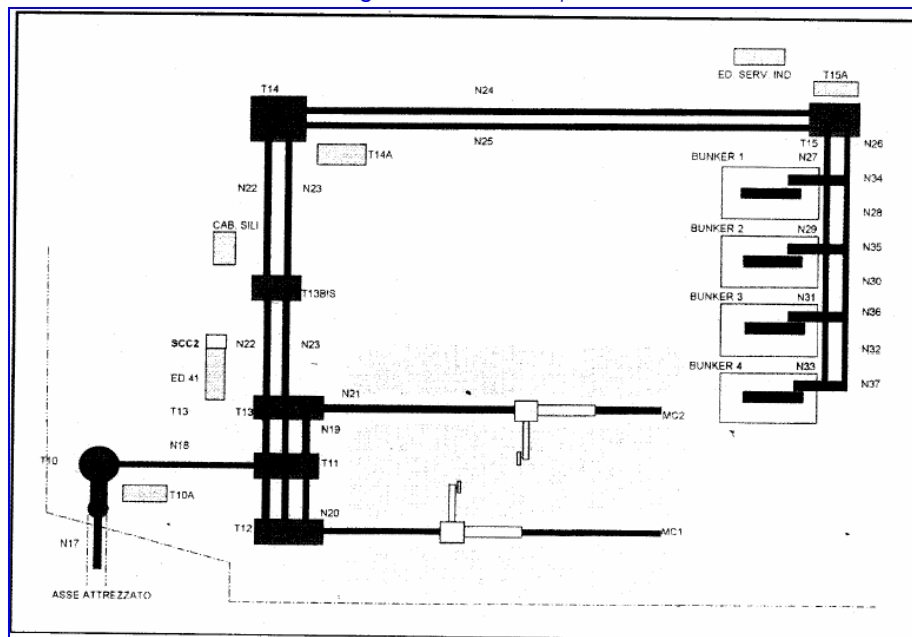 ED. SERV. IND
T15A
T14
N24
N25
T15
N26
T14A
BUNKER 1
N27
N34
N22
N23
N28
CAB. SILI
BUNKER 2
N29
N35
N30
T13BIS
BUNKER 3
N31
N36
SCC2
N22
N23
N32
ED 41
BUNKER 4
N33
N37
N21
T13
T13
MC2
N19
N18
T10
T11
T10A
N20
T12
MC1
N17
ASSE ATTREZZATO